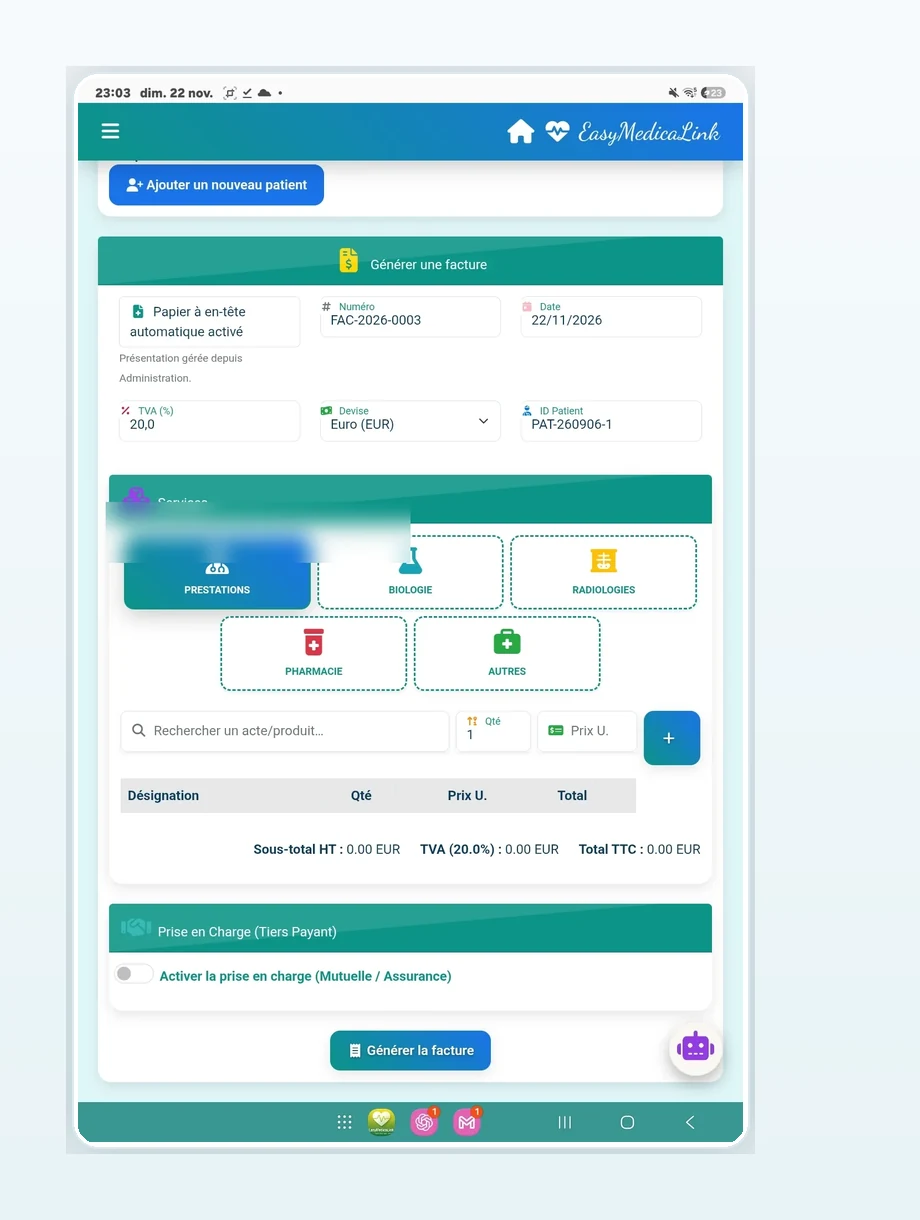 23:03 dim. 22 nov.
23
EasyMedicaLink
Ajouter un nouveau patient
Générer une facture
Papier à en-tête
automatique activé
Présentation gérée depuis
Administration.
# Numéro
FAC-2026-0003
Date
22/11/2026
TVA (%)
20,0
Devise
Euro (EUR)
ID Patient
PAT-260906-1
Services
PRESTATIONS
BIOLOGIE
RADIOLOGIES
PHARMACIE
AUTRES
Rechercher un acte/produit...
Qté
1
Prix U.
+
Désignation Qté Prix U. Total
Sous-total HT : 0.00 EUR TVA (20.0%) : 0.00 EUR Total TTC : 0.00 EUR
Prise en Charge (Tiers Payant)
Activer la prise en charge (Mutuelle / Assurance)
Générer la facture
1
1